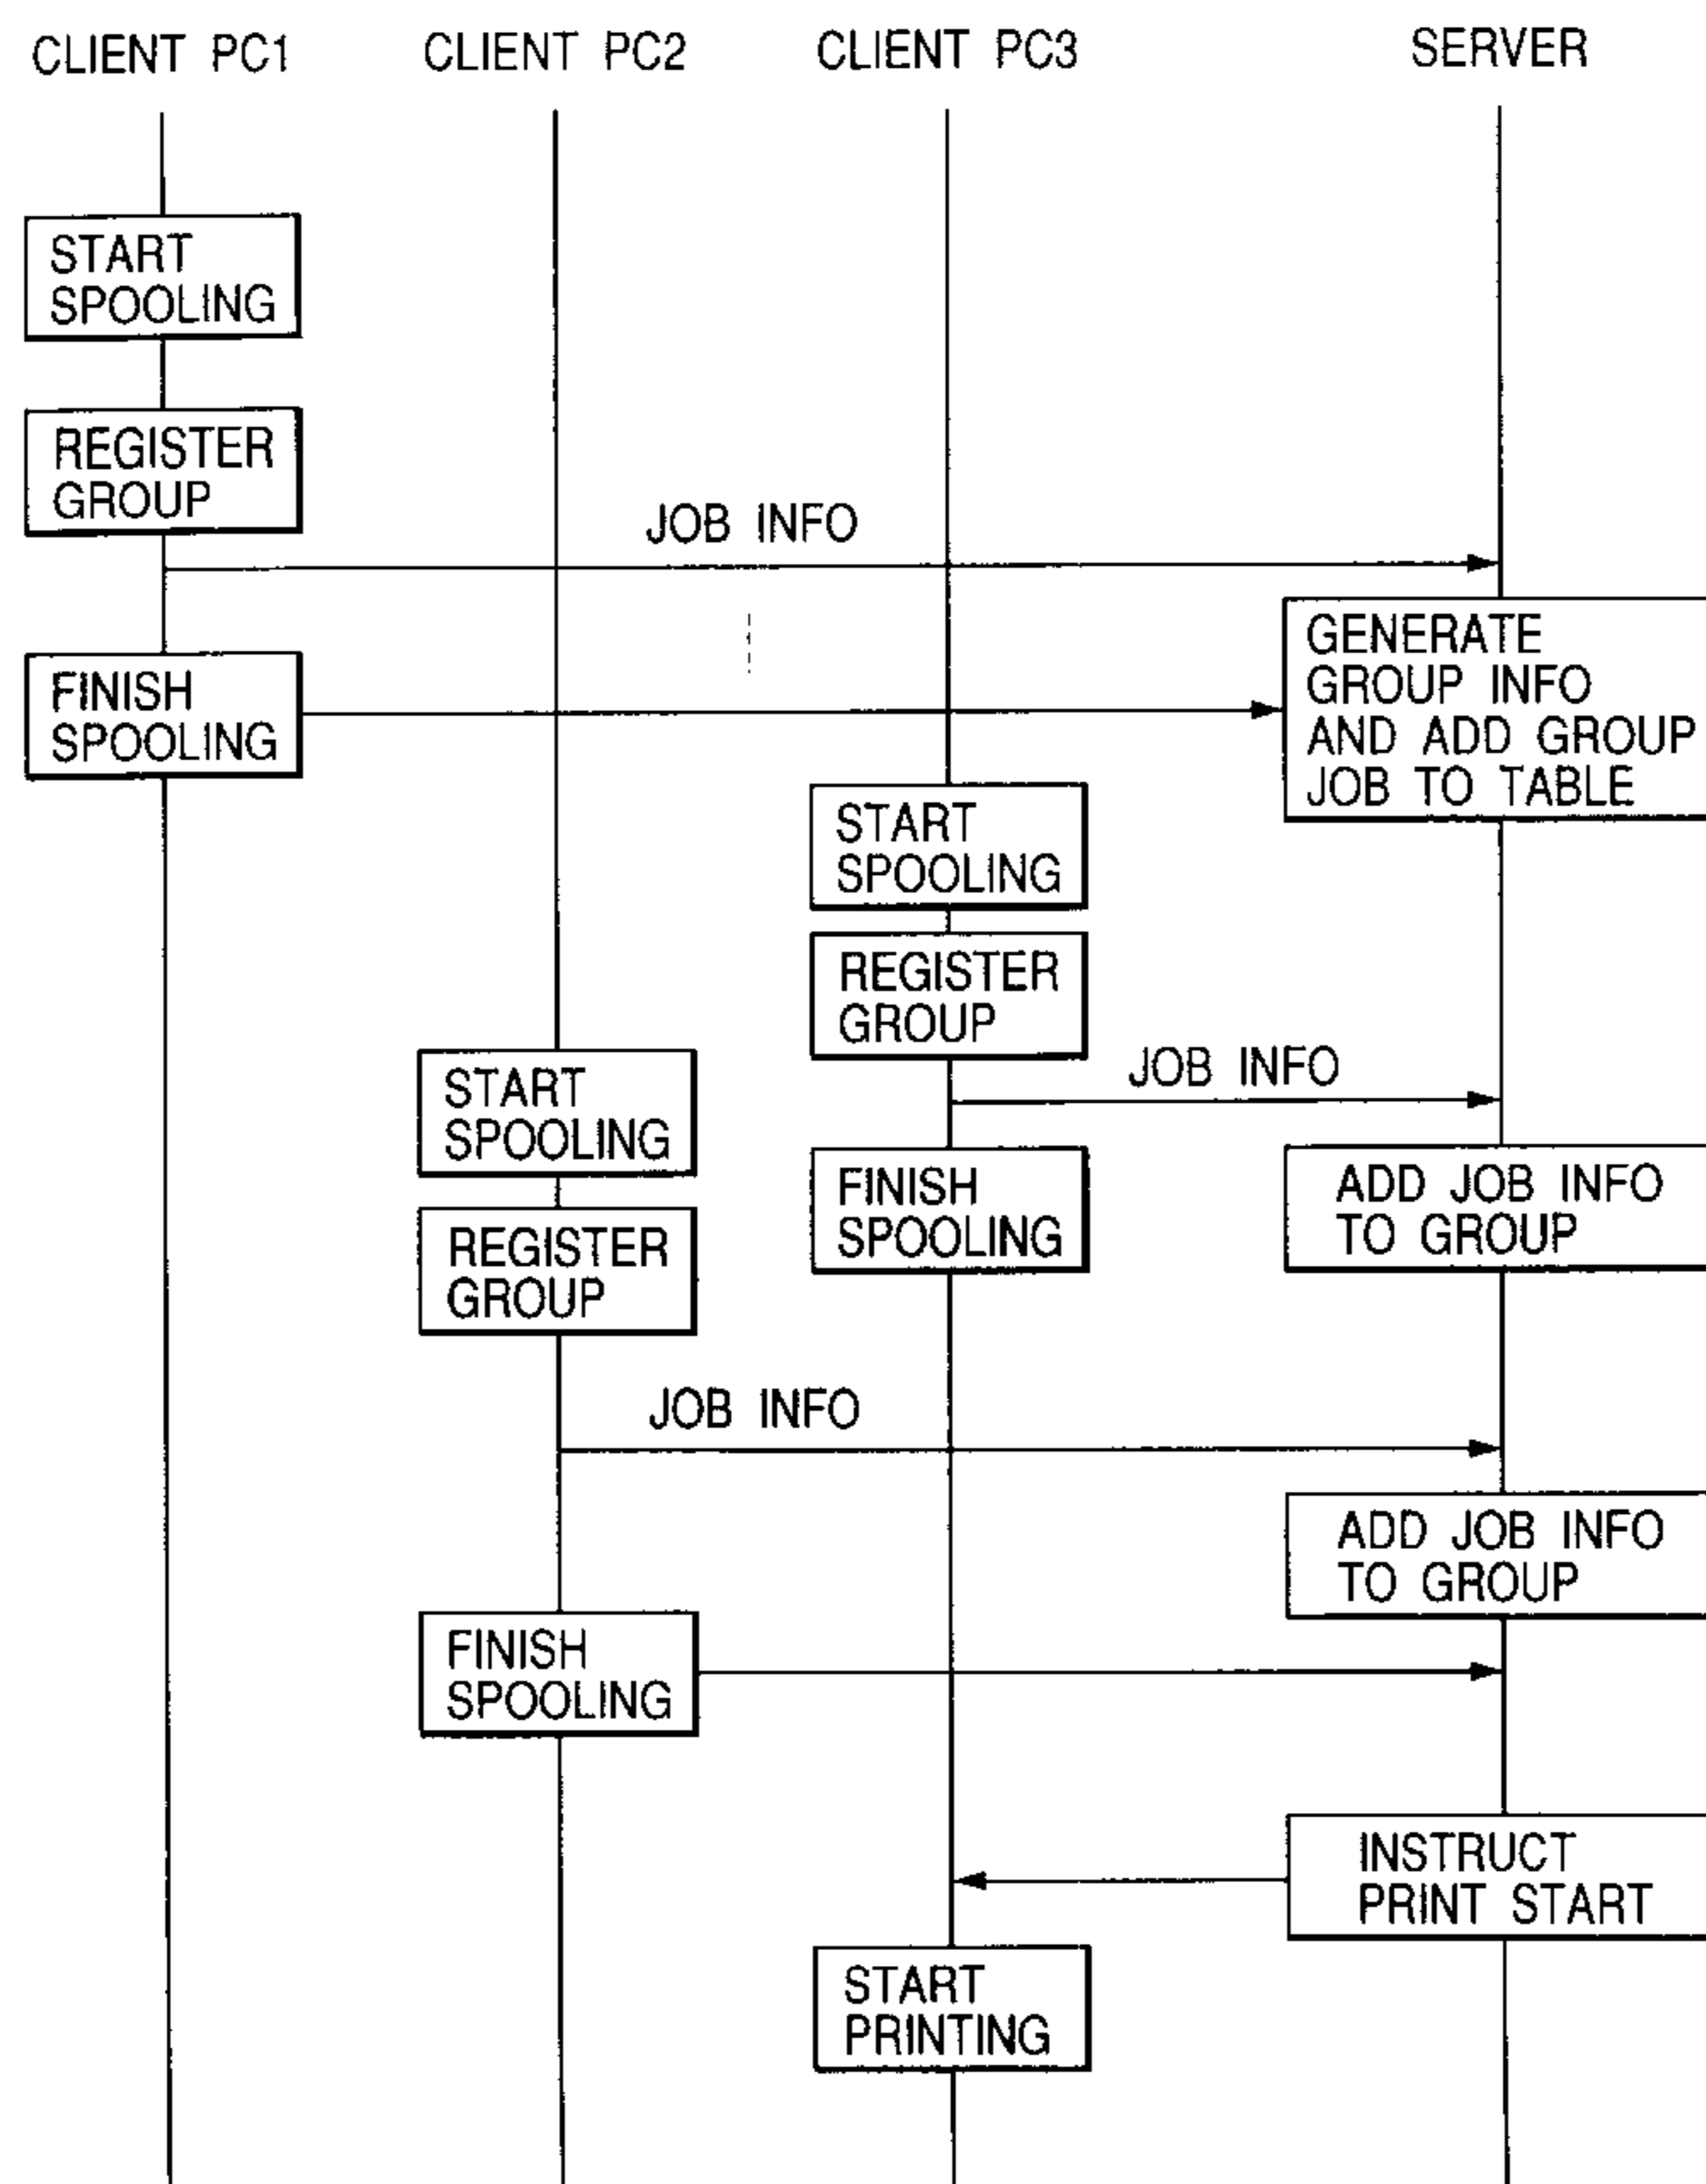 CLIENT PC1
CLIENT PC2
CLIENT PC3
SERVER
START
SPOOLING
REGISTER
GROUP
JOB INFO
FINISH
SPOOLING
GENERATE
GROUP INFO
AND ADD GROUP
JOB TO TABLE
START
SPOOLING
REGISTER
GROUP
START
SPOOLING
JOB INFO
FINISH
SPOOLING
ADD JOB INFO
TO GROUP
REGISTER
GROUP
JOB INFO
ADD JOB INFO
TO GROUP
FINISH
SPOOLING
INSTRUCT
PRINT START
START
PRINTING